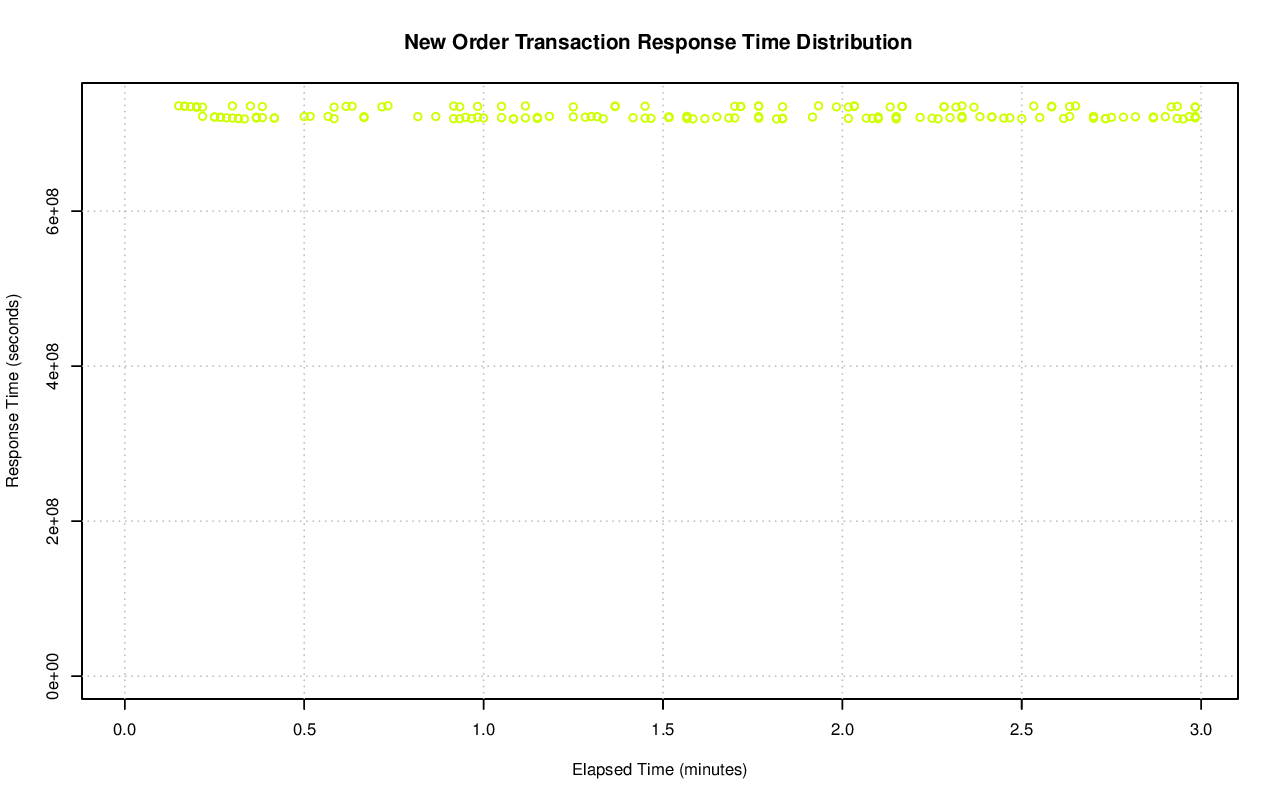 New Order Transaction Response Time Distribution
Response Time (seconds)
6e+08
4e+08
2e+08
0e+00
0.0 0.5 1.0 1.5 2.0 2.5 3.0
Elapsed Time (minutes)